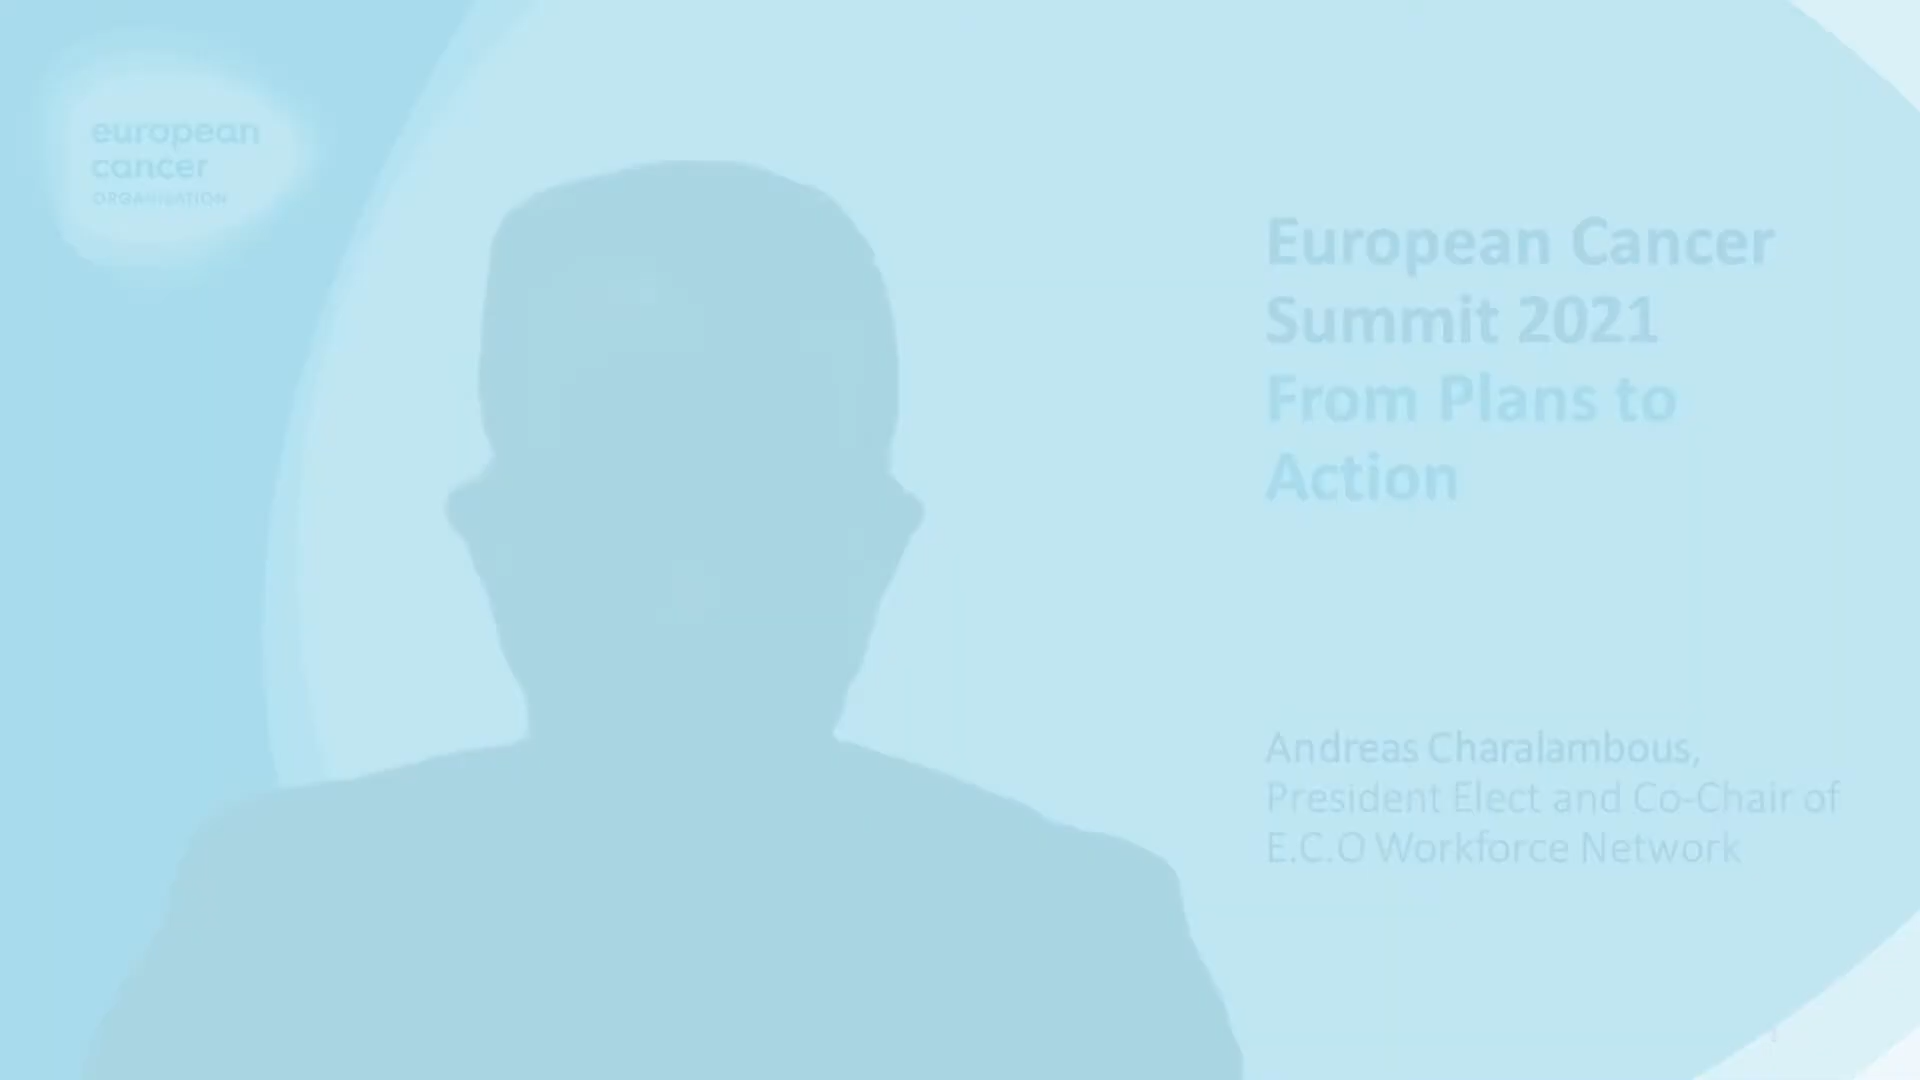 european
cancer
ORGANISATION
European Cancer
Summit 2021
From Plans to
Action
Andreas Charalambous,
President Elect and Co-Chair of
E.C.O Workforce Network